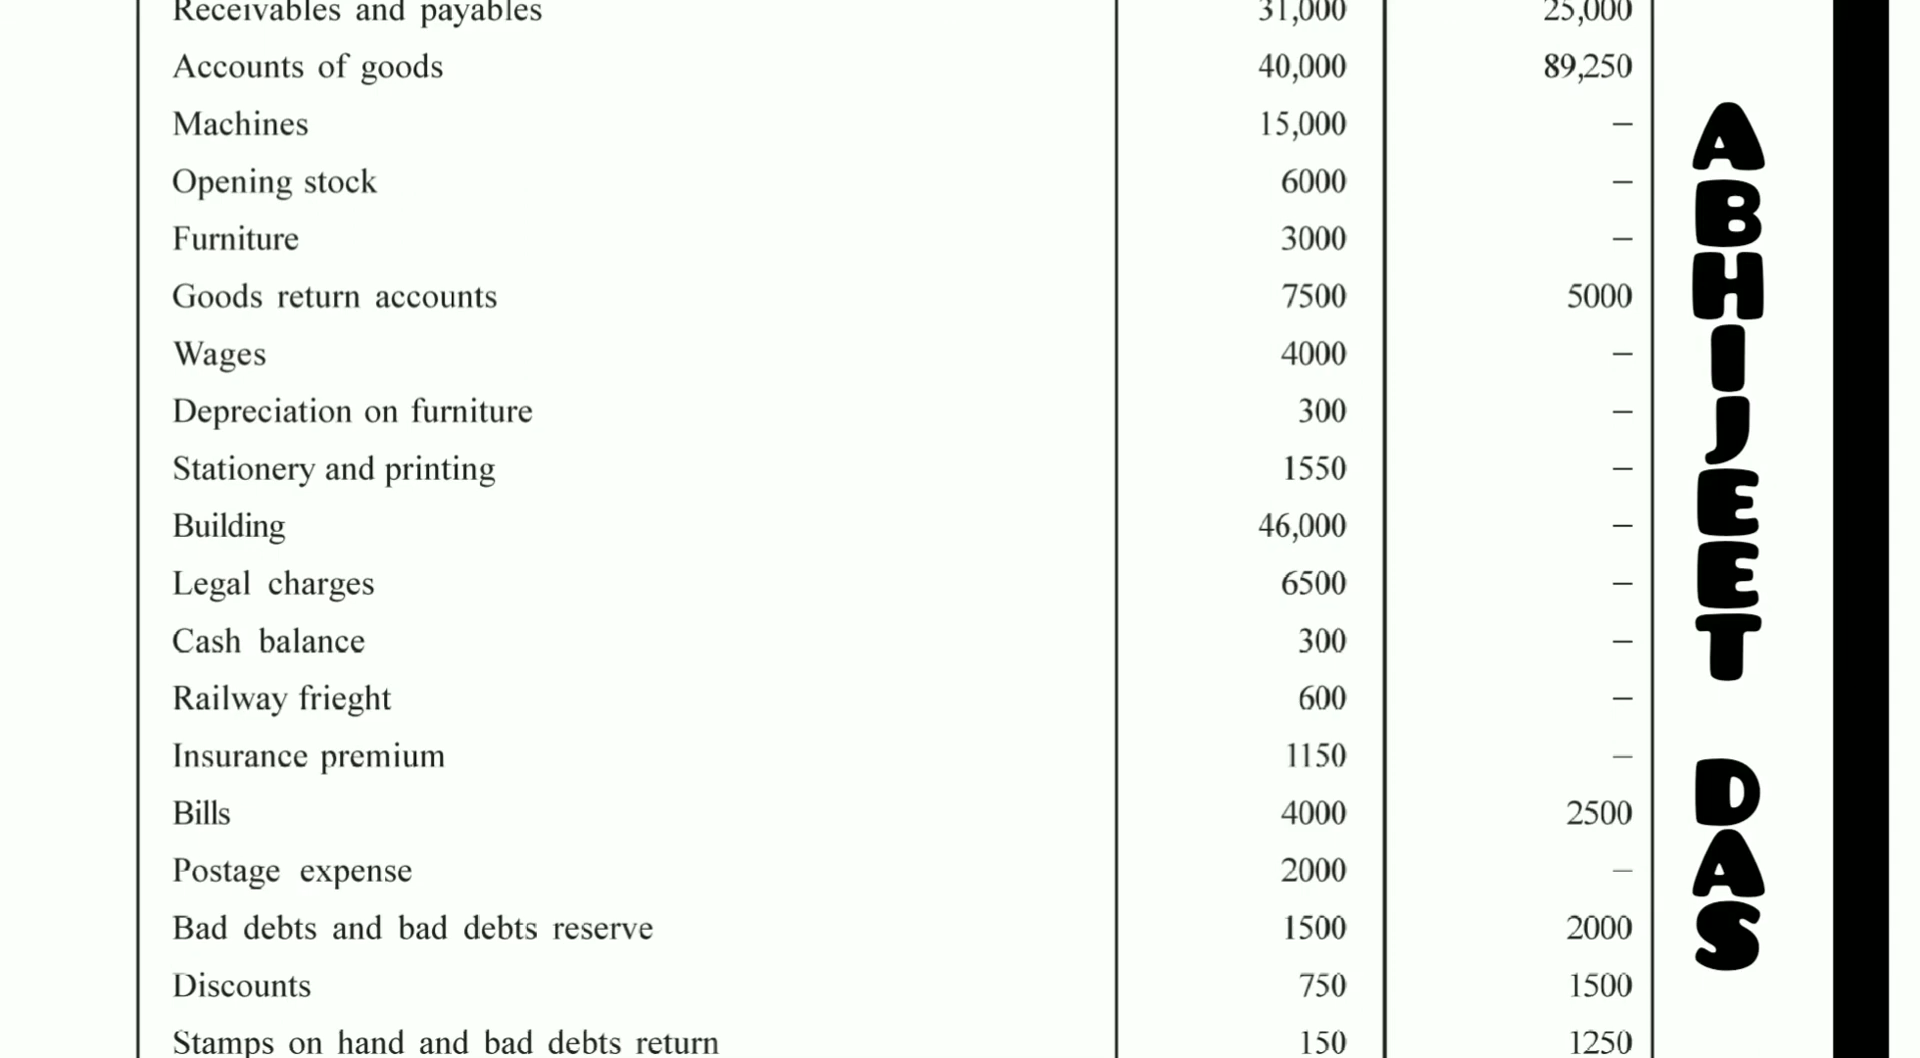 Receivables and payables 31,000 25,000
Accounts of goods 40,000 89,250
Machines 15,000 –
Opening stock 6000 –
Furniture 3000 –
Goods return accounts 7500 5000
Wages 4000 –
Depreciation on furniture 300 –
Stationery and printing 1550 –
Building 46,000 –
Legal charges 6500 –
Cash balance 300 –
Railway frieght 600 –
Insurance premium 1150 –
Bills 4000 2500
Postage expense 2000 –
Bad debts and bad debts reserve 1500 2000
Discounts 750 1500
Stamps on hand and bad debts return 150 1250
ABHIJEET DAS